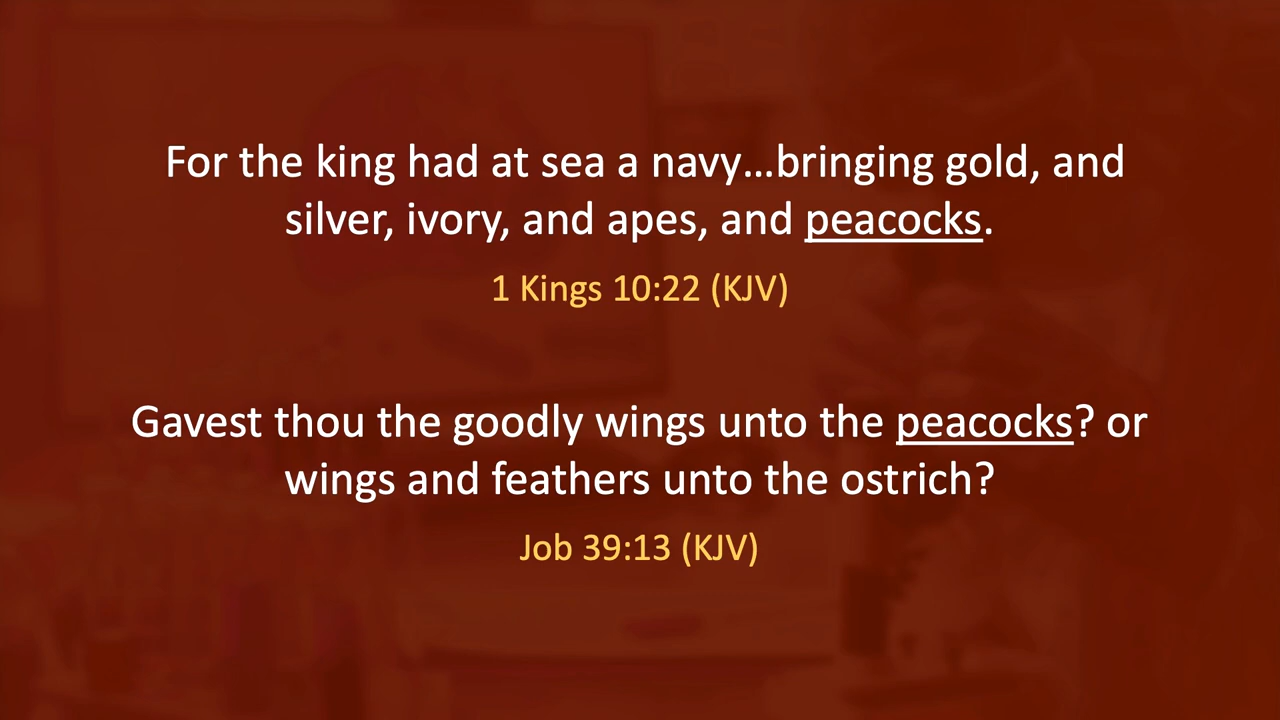 For the king had at sea a navy…bringing gold, and
silver, ivory, and apes, and peacocks.
1 Kings 10:22 (KJV)
Gavest thou the goodly wings unto the peacocks? or
wings and feathers unto the ostrich?
Job 39:13 (KJV)